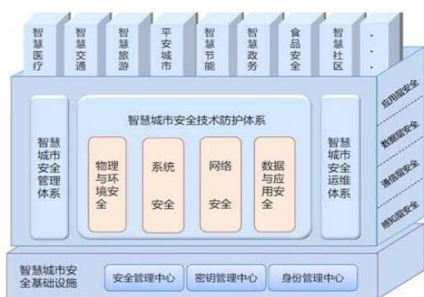 智慧医疗
智慧交通
智慧旅游
平安城市
智慧节能
智慧政务
食品安全
智慧社区
......
智慧城市安全管理体系
智慧城市安全技术防护体系
物理与环境安全
系统安全
网络安全
数据与应用安全
智慧城市安全运维体系
应用层安全
数据层安全
通信层安全
感知层安全
智慧城市安
全基础设施
安全管理中心
密钥管理中心
身份管理中心